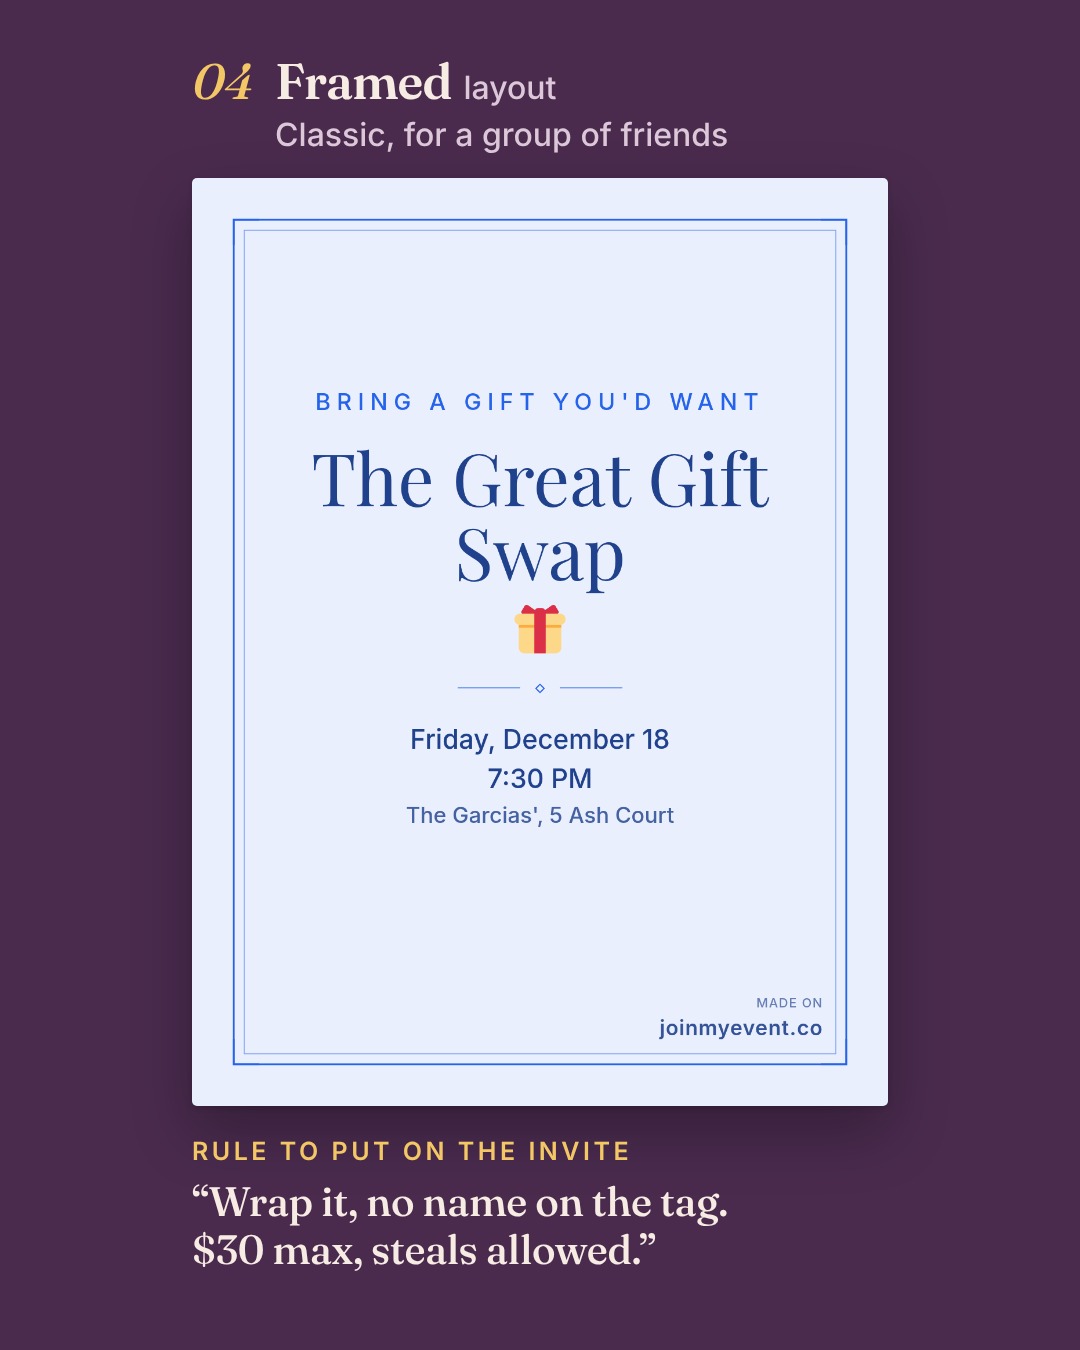 04 Framed layout
Classic, for a group of friends
BRING A GIFT YOU'D WANT
The Great Gift
Swap
Friday, December 18
7:30 PM
The Garcias', 5 Ash Court
MADE ON
joinmyevent.co
RULE TO PUT ON THE INVITE
“Wrap it, no name on the tag.
$30 max, steals allowed.”